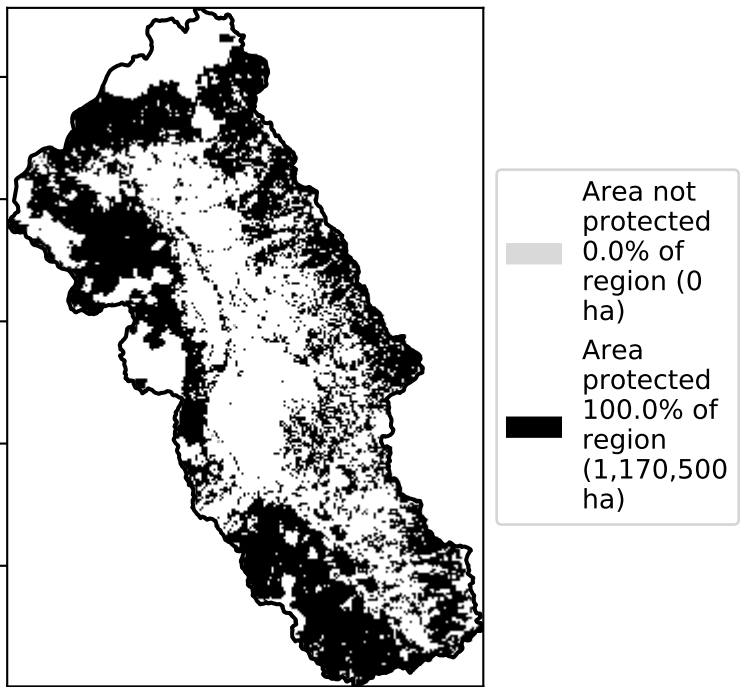 Area not
protected
0.0% of
region (0
ha)
Area
protected
100.0% of
region
(1,170,500
ha)